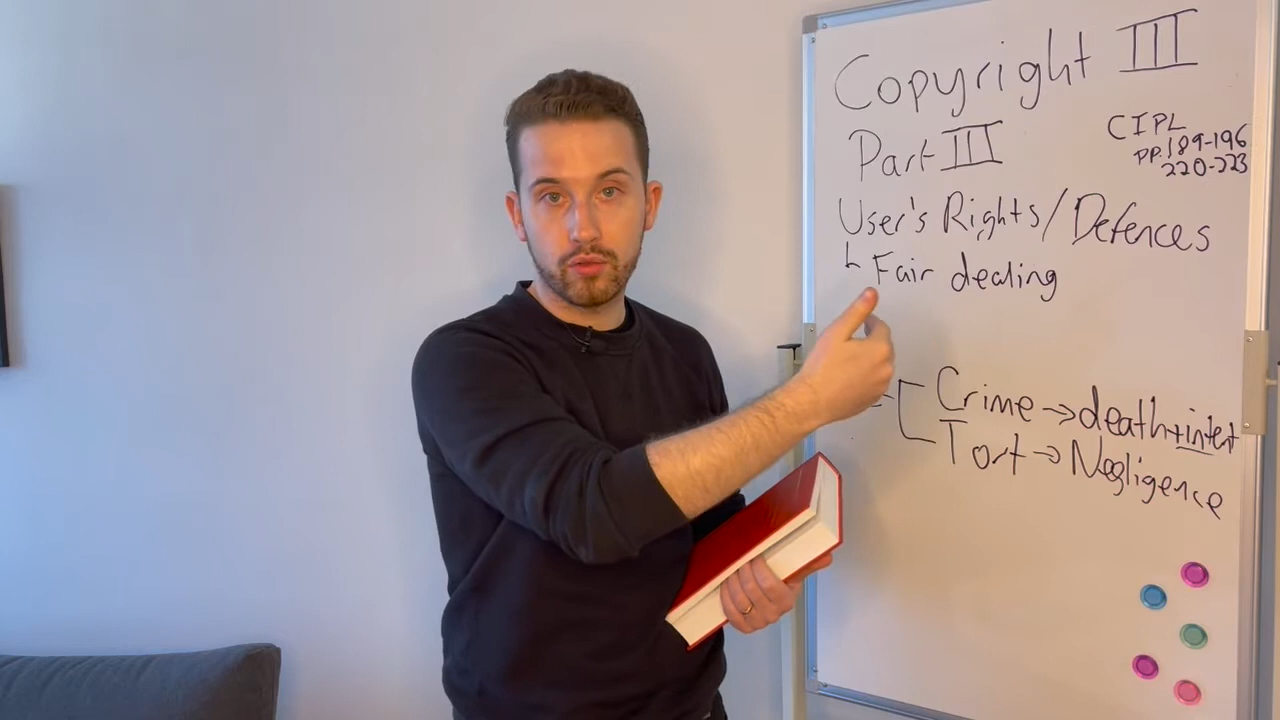 Copyright III
Part III
CIPL
pp.189-196
220-223
User's Rights/Defences
Fair dealing
Crime → death+intent
Tort → Negligence